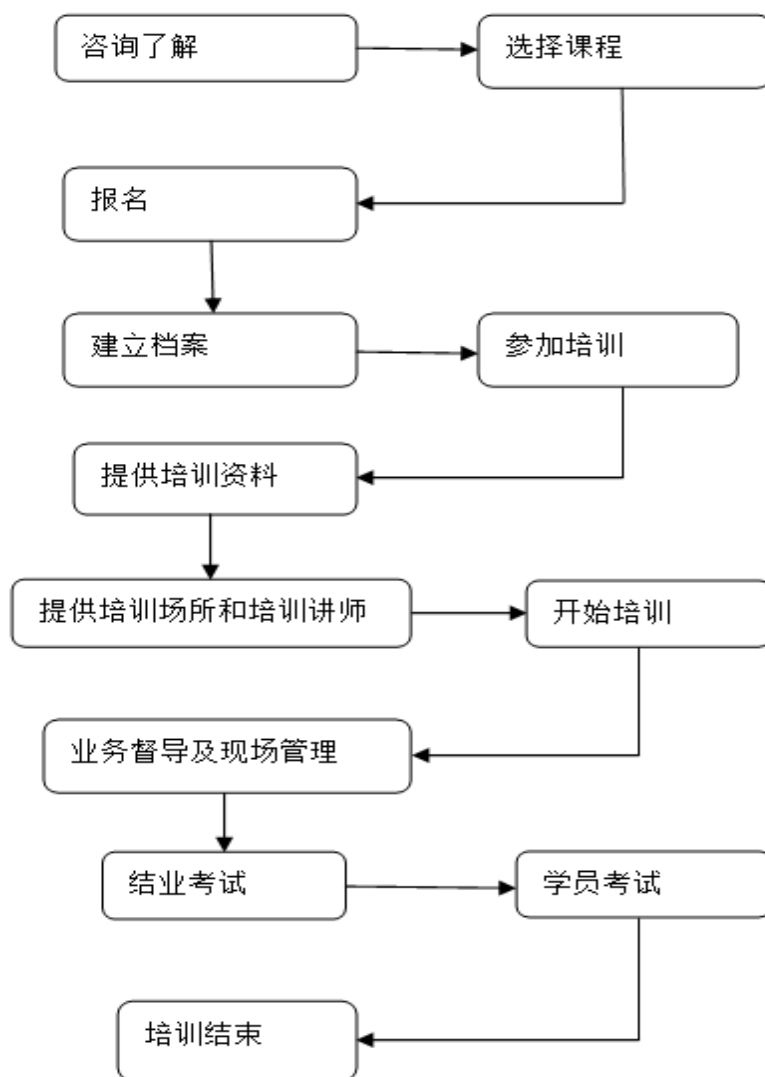 咨询了解
选择课程
报名
建立档案
参加培训
提供培训资料
提供培训场所和培训讲师
开始培训
业务督导及现场管理
结业考试
学员考试
培训结束